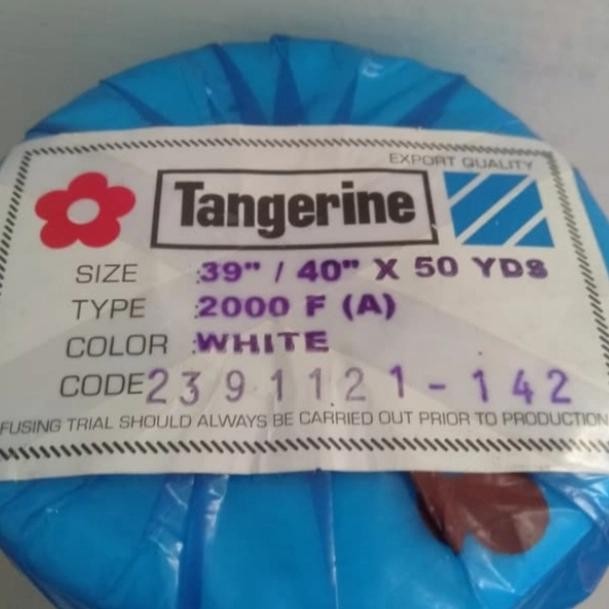 EXPORT QUALITY
Tangerine
SIZE :39" / 40" X 50 YDS
TYPE :2000 F (A)
COLOR :WHITE
CODE 2391121-142
FUSING TRIAL SHOULD ALWAYS BE CARRIED OUT PRIOR TO PRODUCTION